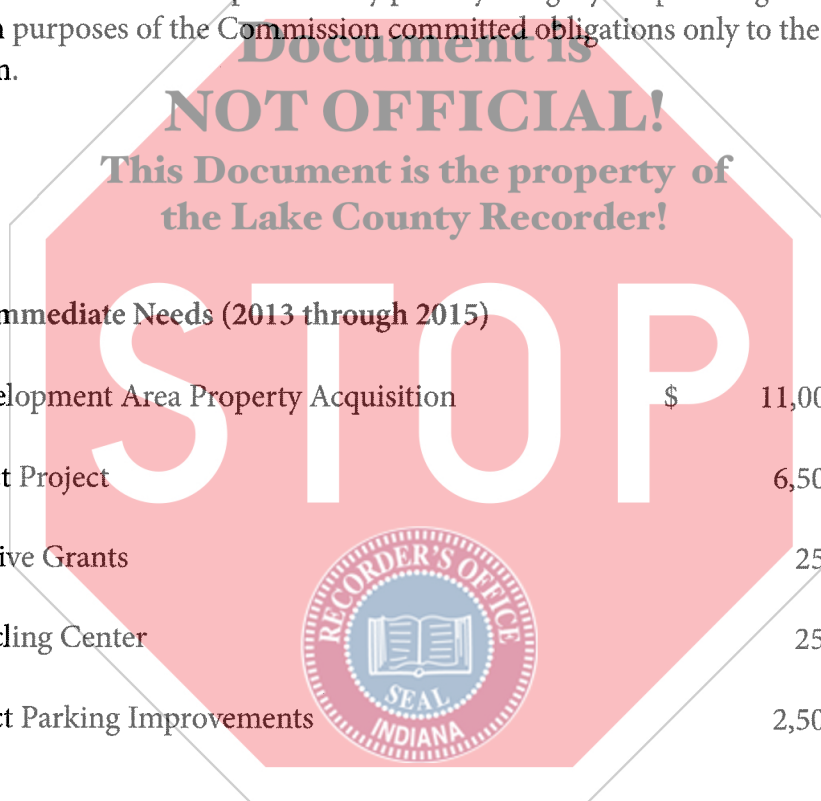 purposes of the Commission committed obligations only to the
n.
Document is
NOT OFFICIAL!
This Document is the property of
the Lake County Recorder!
STOP
mmediate Needs (2013 through 2015)
elopment Area Property Acquisition $ 11,00
ct Project 6,50
ive Grants 25
cling Center 25
ct Parking Improvements 2,50
RECORDER'S OFFICE
SEAL
INDIANA